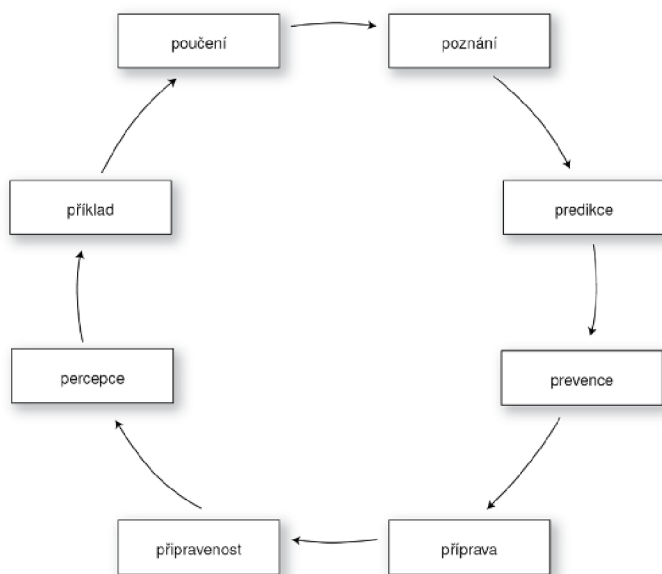 poučení
poznání
příklad
predikce
percepce
prevence
připravenost
příprava